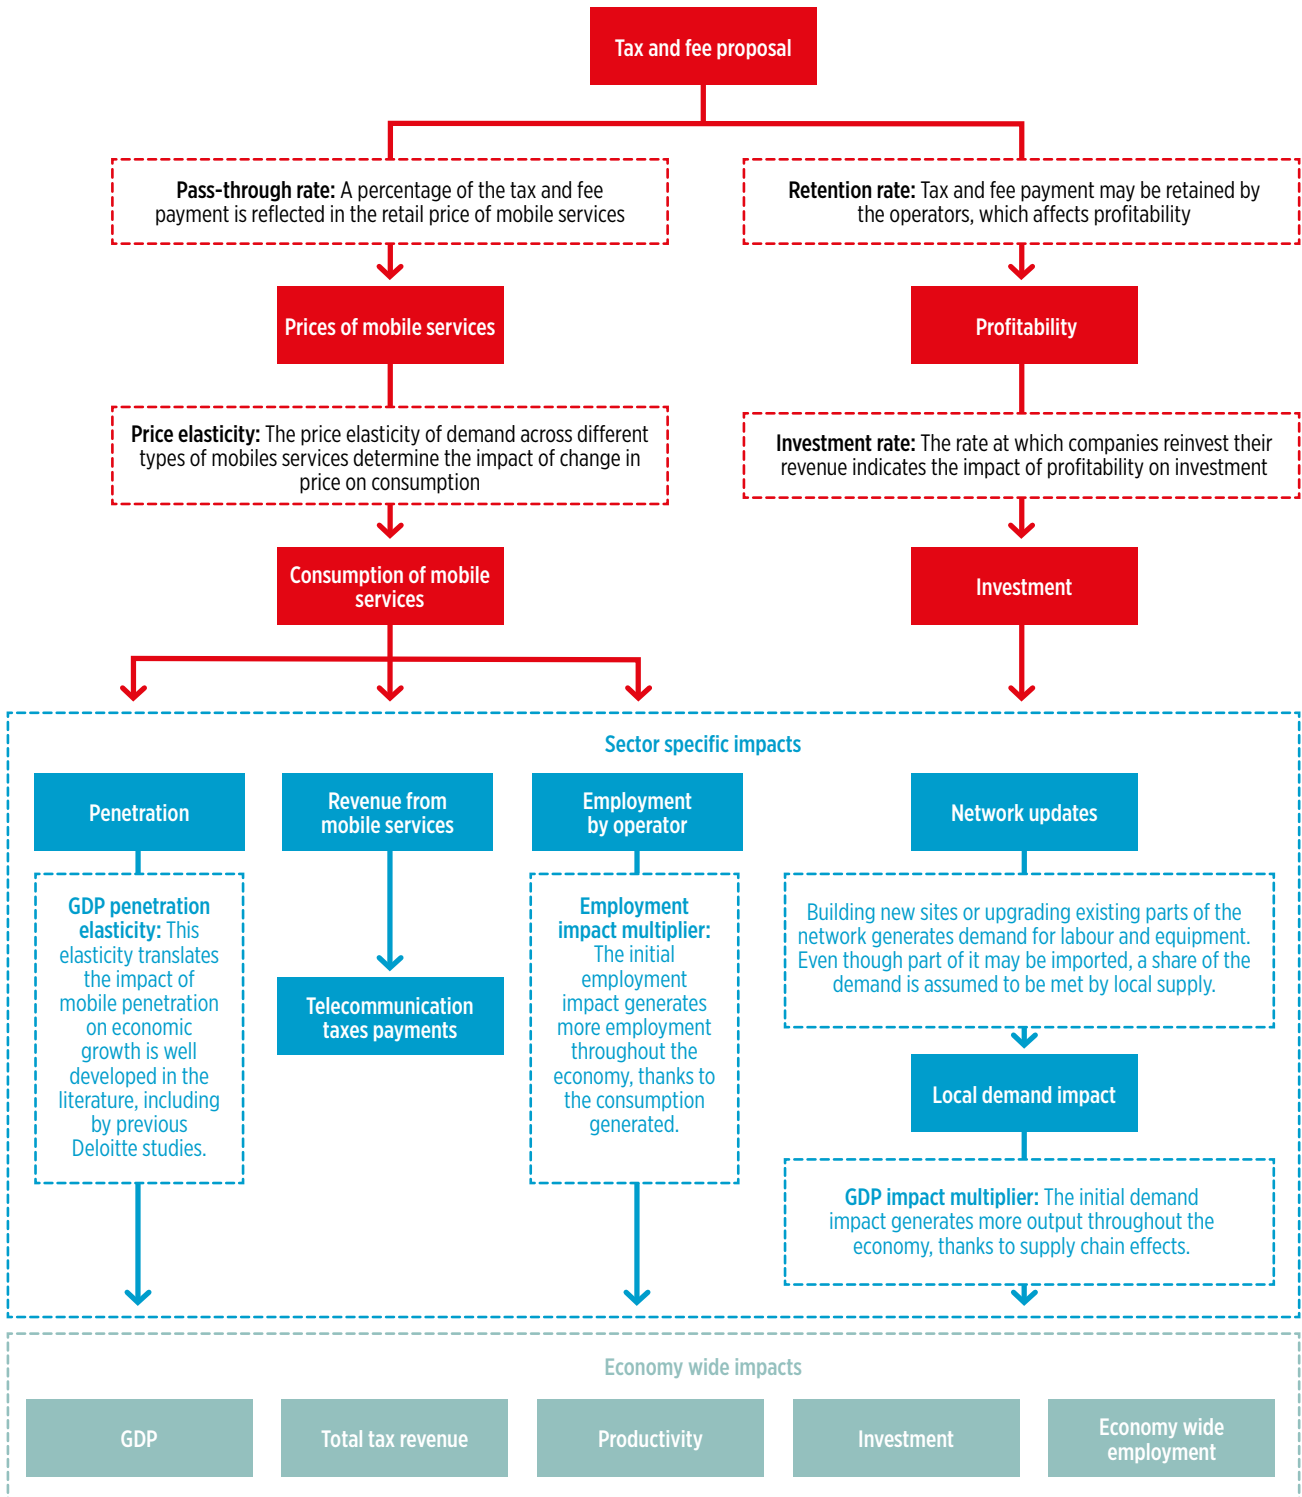 Tax and fee proposal
Pass-through rate: A percentage of the tax and fee
payment is reflected in the retail price of mobile services
Retention rate: Tax and fee payment may be retained by
the operators, which affects profitability
Prices of mobile services
Profitability
Price elasticity: The price elasticity of demand across different
types of mobiles services determine the impact of change in
price on consumption
Investment rate: The rate at which companies reinvest their
revenue indicates the impact of profitability on investment
Consumption of mobile
services
Investment
Sector specific impacts
Penetration
Revenue from
mobile services
Employment
by operator
Network updates
GDP penetration
elasticity: This
elasticity translates
the impact of
mobile penetration
on economic
growth is well
developed in the
literature, including
by previous
Deloitte studies.
Telecommunication
taxes payments
Employment
impact multiplier:
The initial
employment
impact generates
more employment
throughout the
economy, thanks to
the consumption
generated.
Building new sites or upgrading existing parts of the
network generates demand for labour and equipment.
Even though part of it may be imported, a share of the
demand is assumed to be met by local supply.
Local demand impact
GDP impact multiplier: The initial demand
impact generates more output throughout the
economy, thanks to supply chain effects.
Economy wide impacts
GDP
Total tax revenue
Productivity
Investment
Economy wide
employment